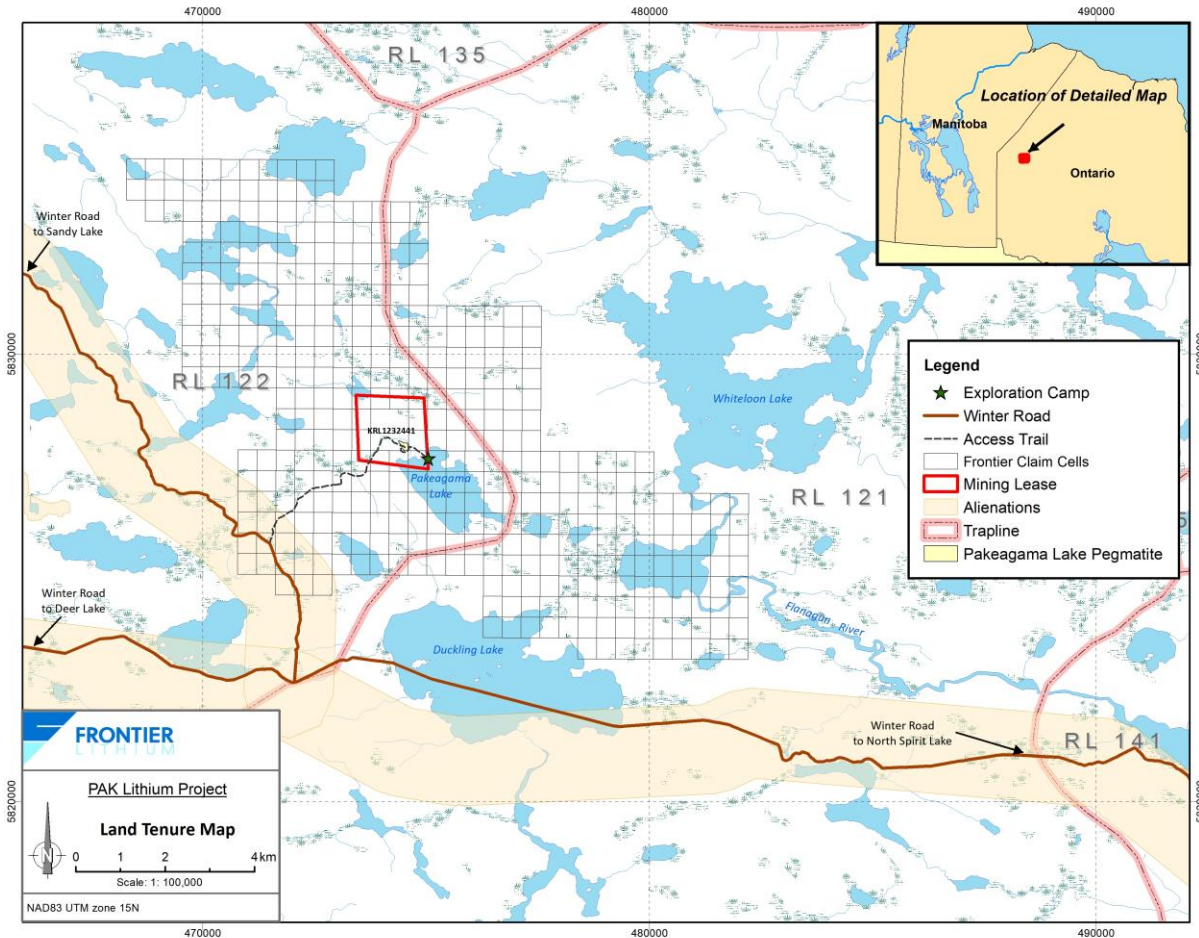 470000
480000
490000
RL 135
Location of Detailed Map
Manitoba
Ontario
Winter Road
to Sandy Lake
5830000
5830000
RL 122
Whiteloon Lake
KRL1232441
Pakeagama
Lake
RL 121
Legend
Exploration Camp
Winter Road
Access Trail
Frontier Claim Cells
Mining Lease
Alienations
Trapline
Pakeagama Lake Pegmatite
Winter Road
to Deer Lake
Flanagan River
Duckling Lake
Winter Road
to North Spirit Lake
RL 141
FRONTIER
LITHIUM
PAK Lithium Project
Land Tenure Map
N
0 1 2 4 km
Scale: 1: 100,000
NAD83 UTM zone 15N
5820000
5820000
470000
480000
490000